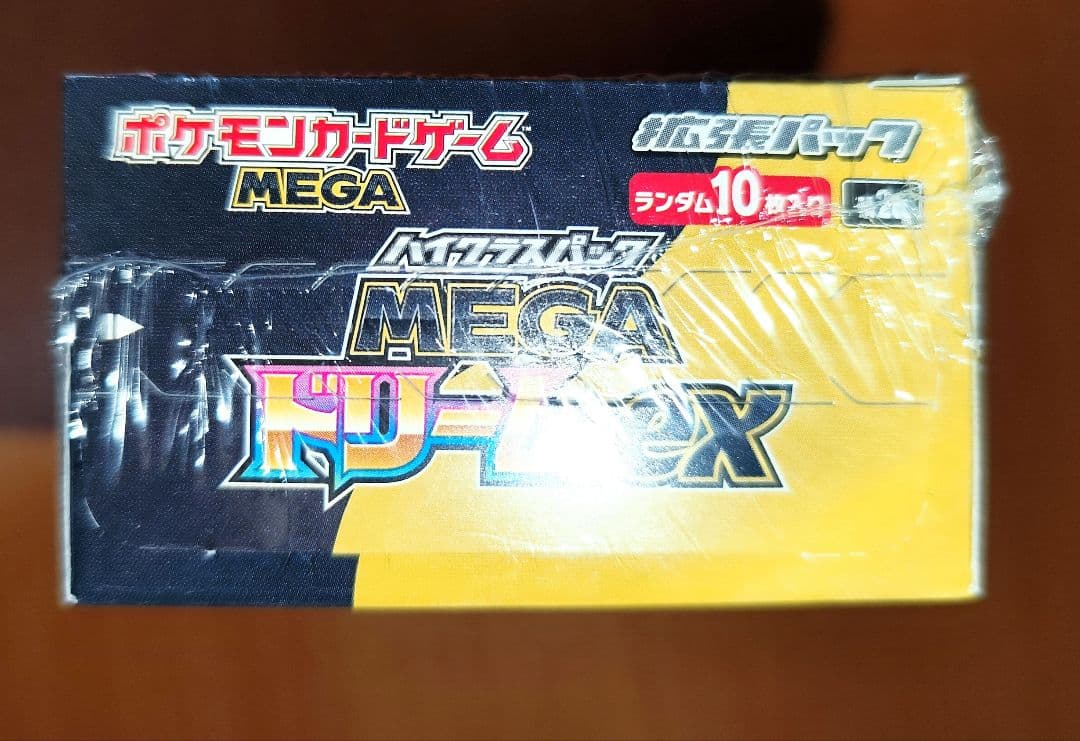 ポケモンカードゲーム™
MEGA
拡張パック
ランダム10枚入り
ハイクラスパック
MEGA
ドリームex